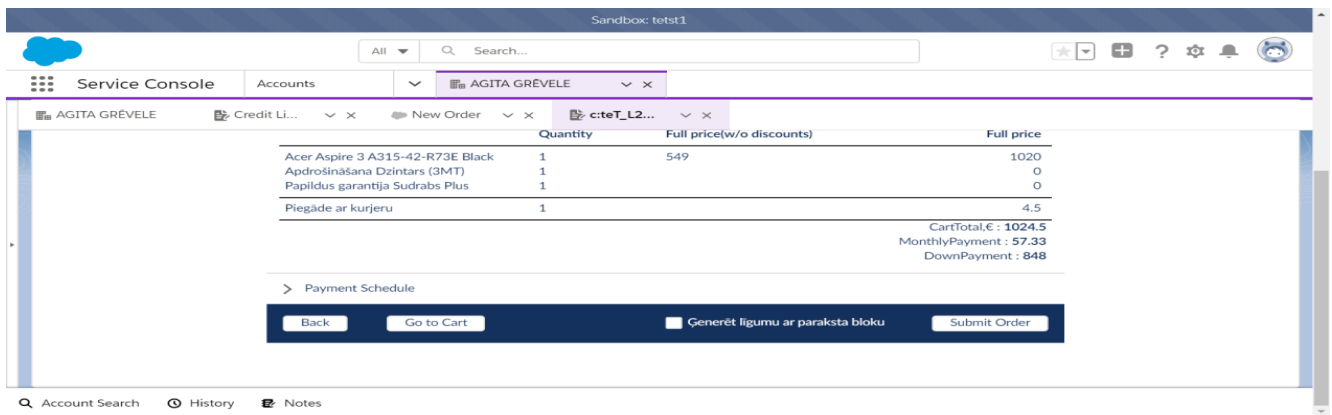 Sandbox: tetst1
All Search...
Service Console Accounts AGITA GRĒVELE
AGITA GRĒVELE Credit Li... New Order c:teT_L2...
Quantity Full price(w/o discounts) Full price
Acer Aspire 3 A315-42-R73E Black 1 549 1020
Apdrošināšana Dzintars (3MT) 1 0
Papildus garantija Sudrabs Plus 1 0
Piegāde ar kurjeru 1 4.5
CartTotal,€ : 1024.5
MonthlyPayment : 57.33
DownPayment : 848
Payment Schedule
Back Go to Cart Ģenerēt līgumu ar paraksta bloku Submit Order
Account Search History Notes